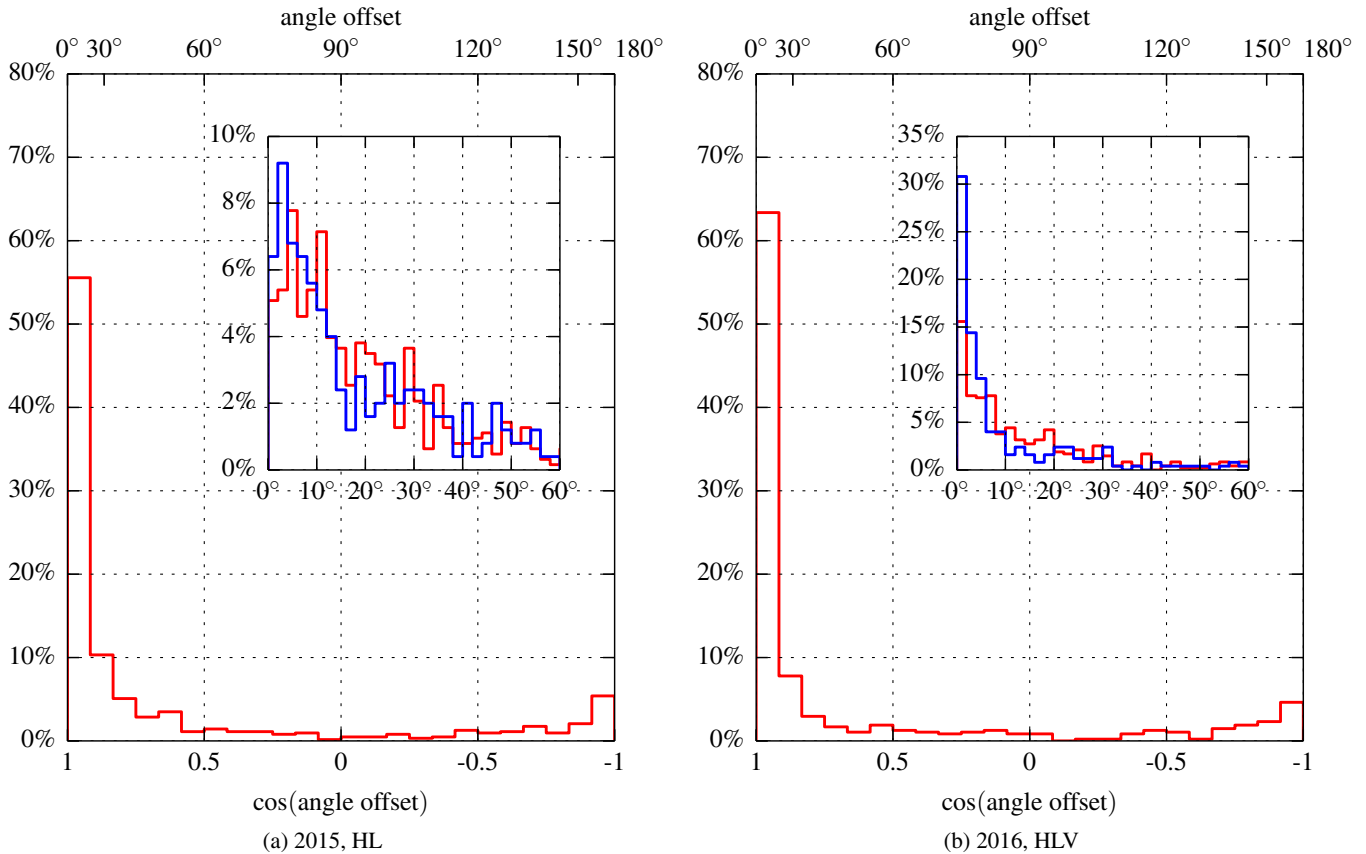 angle offset
0° 30° 60° 90° 120° 150° 180°
80%
70%
60%
50%
40%
30%
20%
10%
0%
1 0.5 0 -0.5 -1
cos(angle offset)
(a) 2015, HL
10%
8%
6%
4%
2%
0%
0° 10° 20° 30° 40° 50° 60°
angle offset
0° 30° 60° 90° 120° 150° 180°
80%
70%
60%
50%
40%
30%
20%
10%
0%
1 0.5 0 -0.5 -1
cos(angle offset)
(b) 2016, HLV
35%
30%
25%
20%
15%
10%
5%
0%
0° 10° 20° 30° 40° 50° 60°